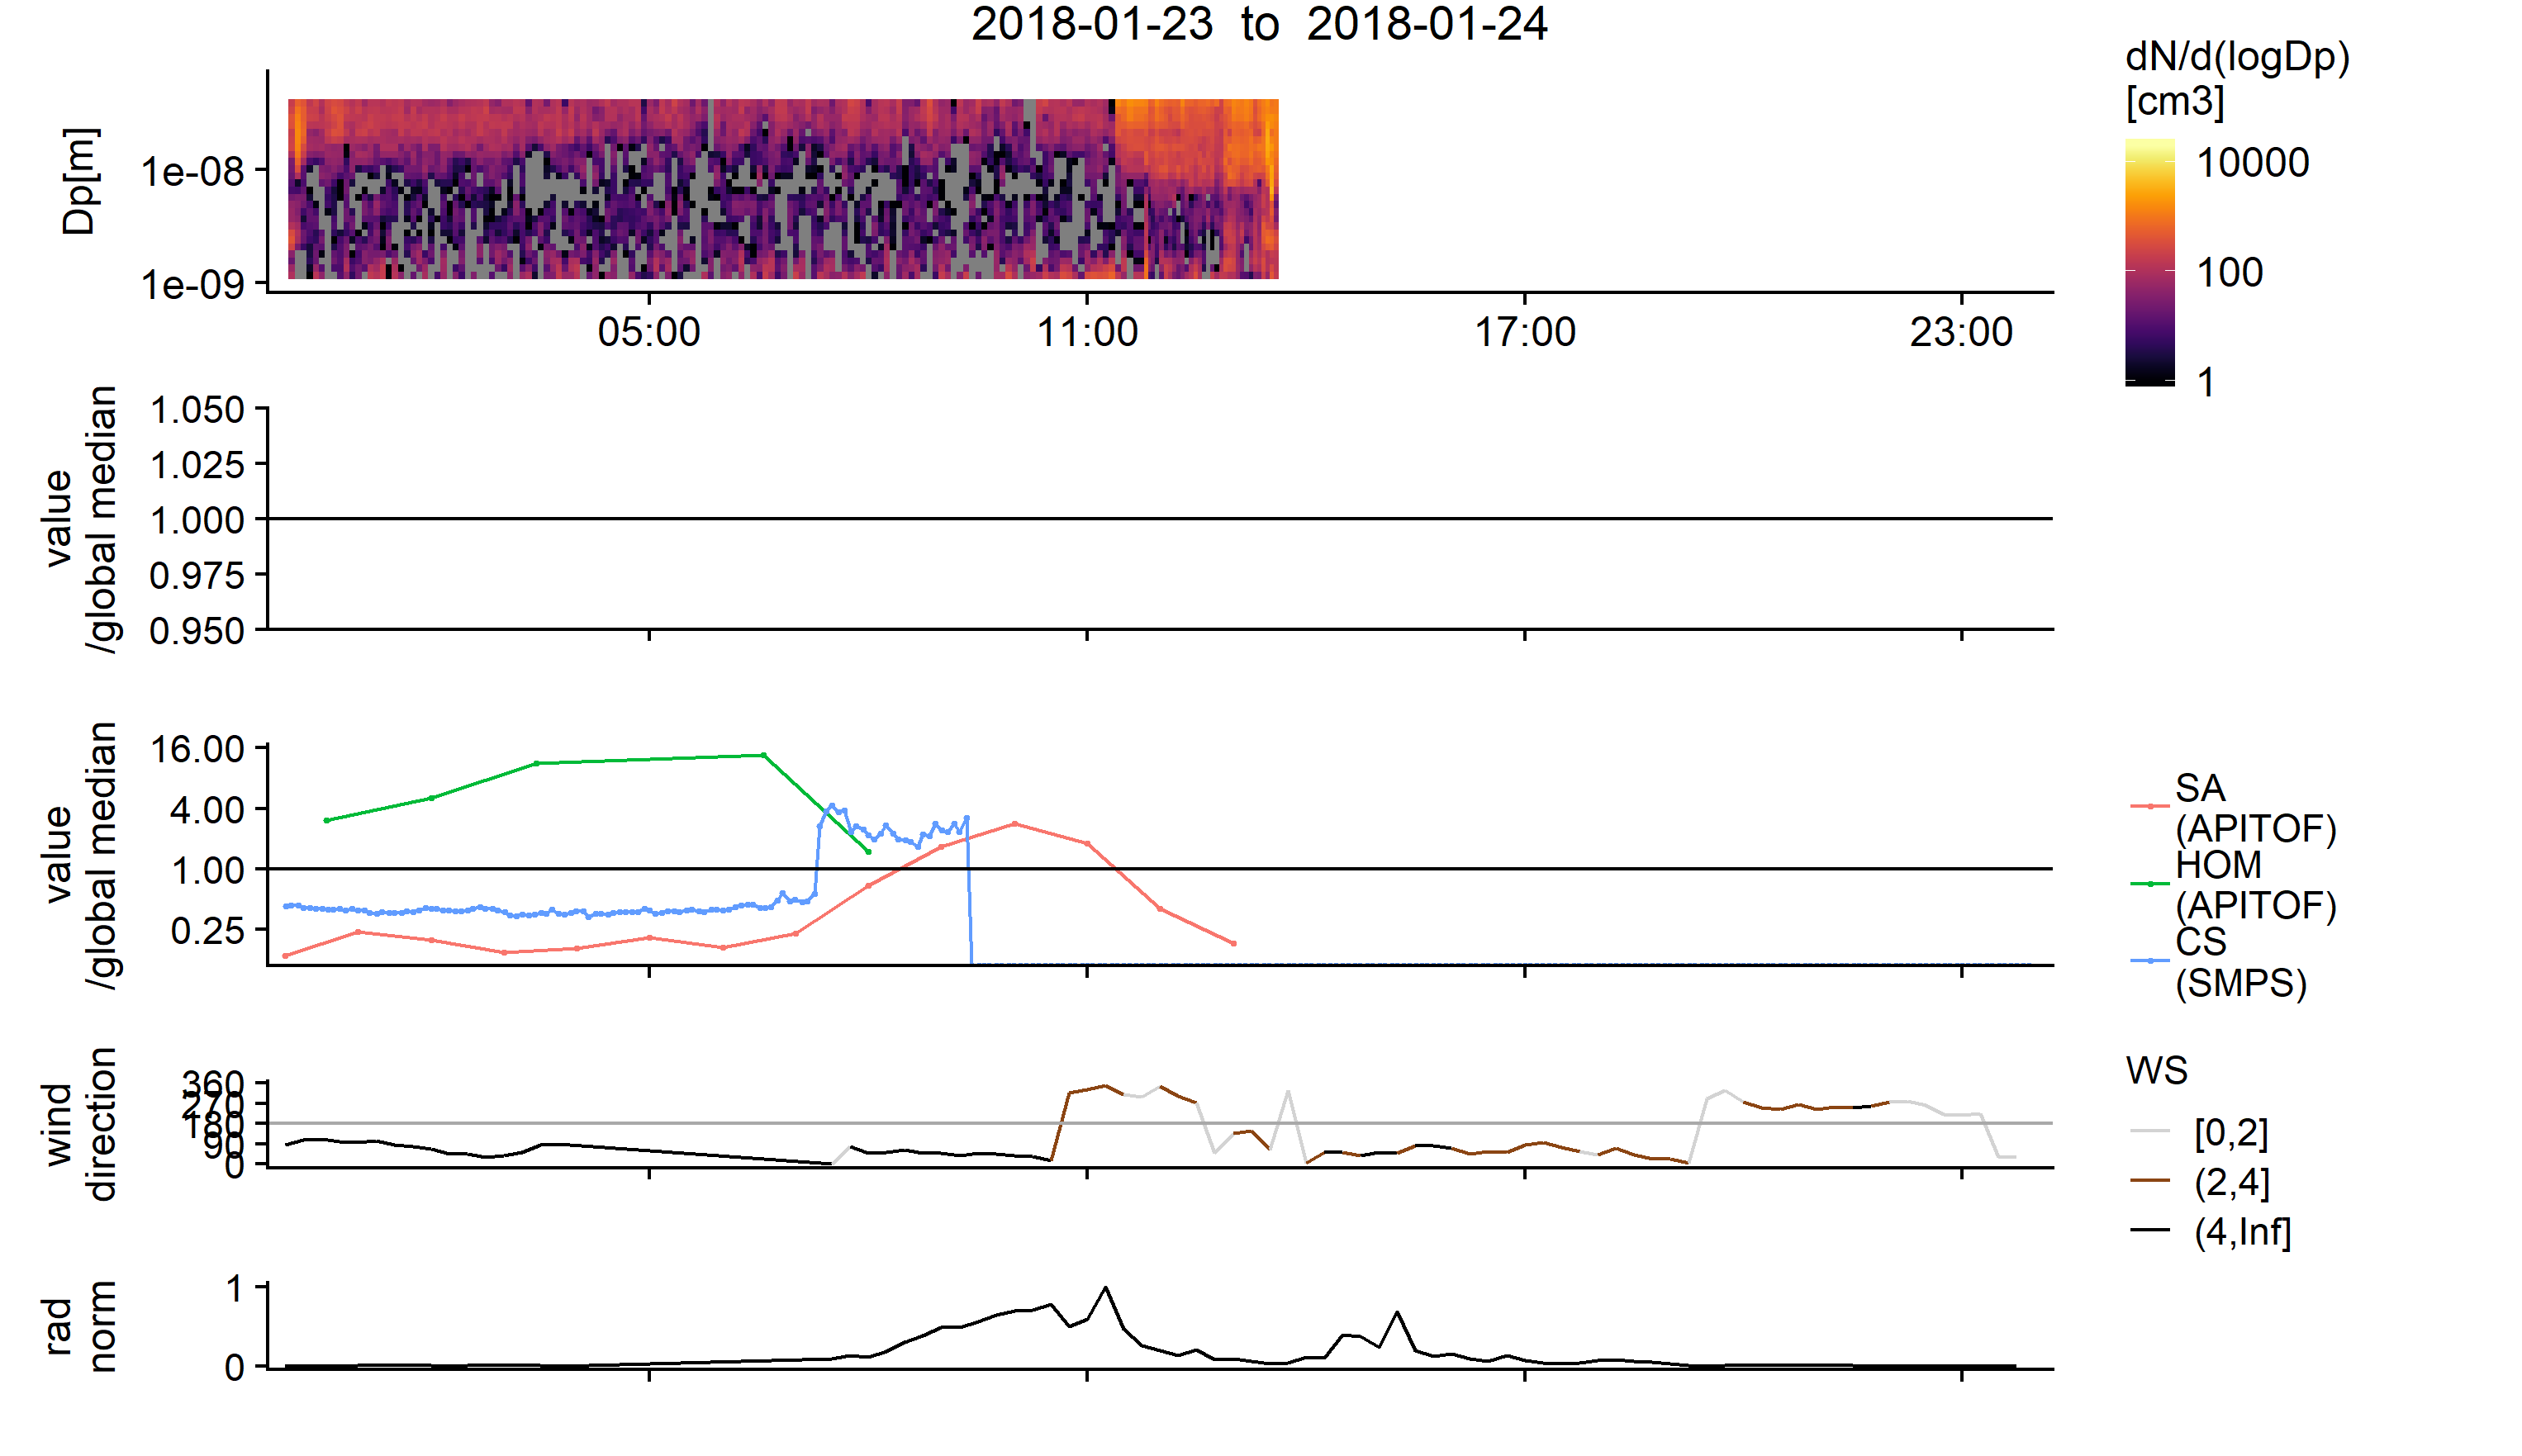 2018-01-23 to 2018-01-24
Dp[m]
1e-08
1e-09
05:00
11:00
17:00
23:00
dN/d(logDp)
[cm3]
10000
100
1
value
/global median
1.050
1.025
1.000
0.975
0.950
value
/global median
16.00
4.00
1.00
0.25
SA
(APITOF)
HOM
(APITOF)
CS
(SMPS)
wind
direction
360
270
180
90
0
WS
[0,2]
(2,4]
(4,Inf]
rad
norm
1
0